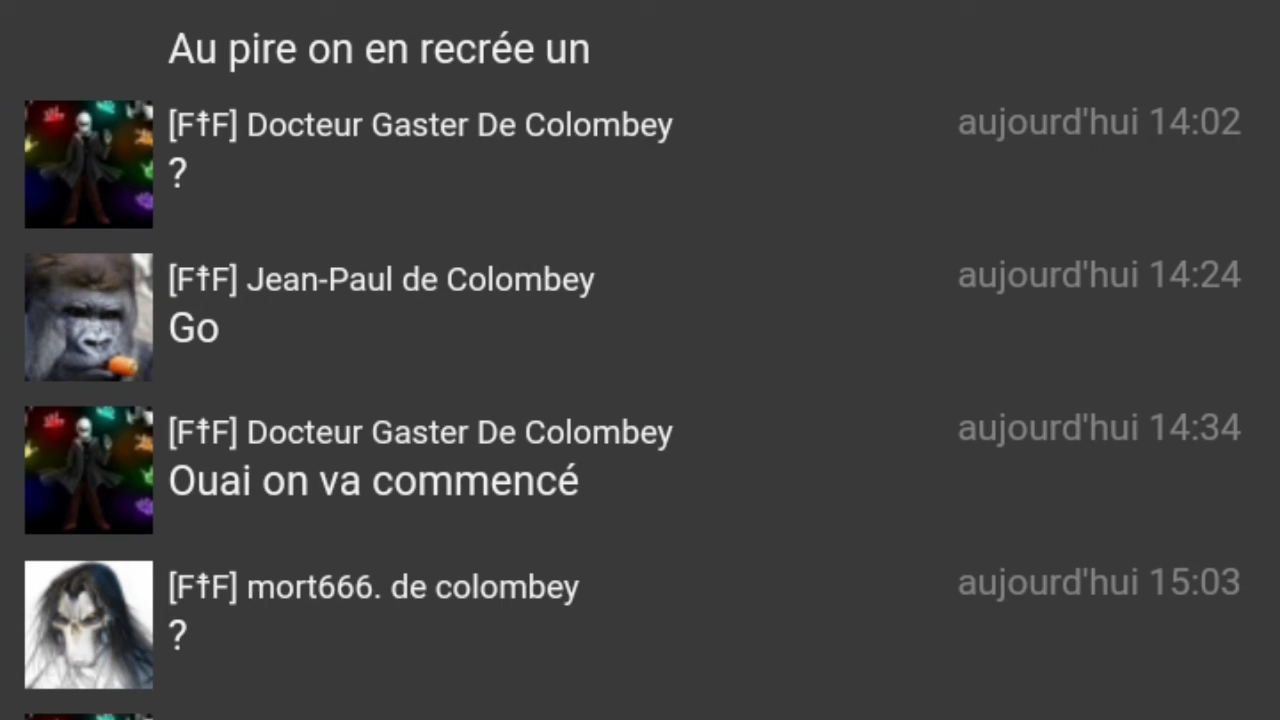 Au pire on en recrée un
[F☨F] Docteur Gaster De Colombey aujourd'hui 14:02
?
[F☨F] Jean-Paul de Colombey aujourd'hui 14:24
Go
[F☨F] Docteur Gaster De Colombey aujourd'hui 14:34
Ouai on va commencé
[F☨F] mort666. de colombey aujourd'hui 15:03
?